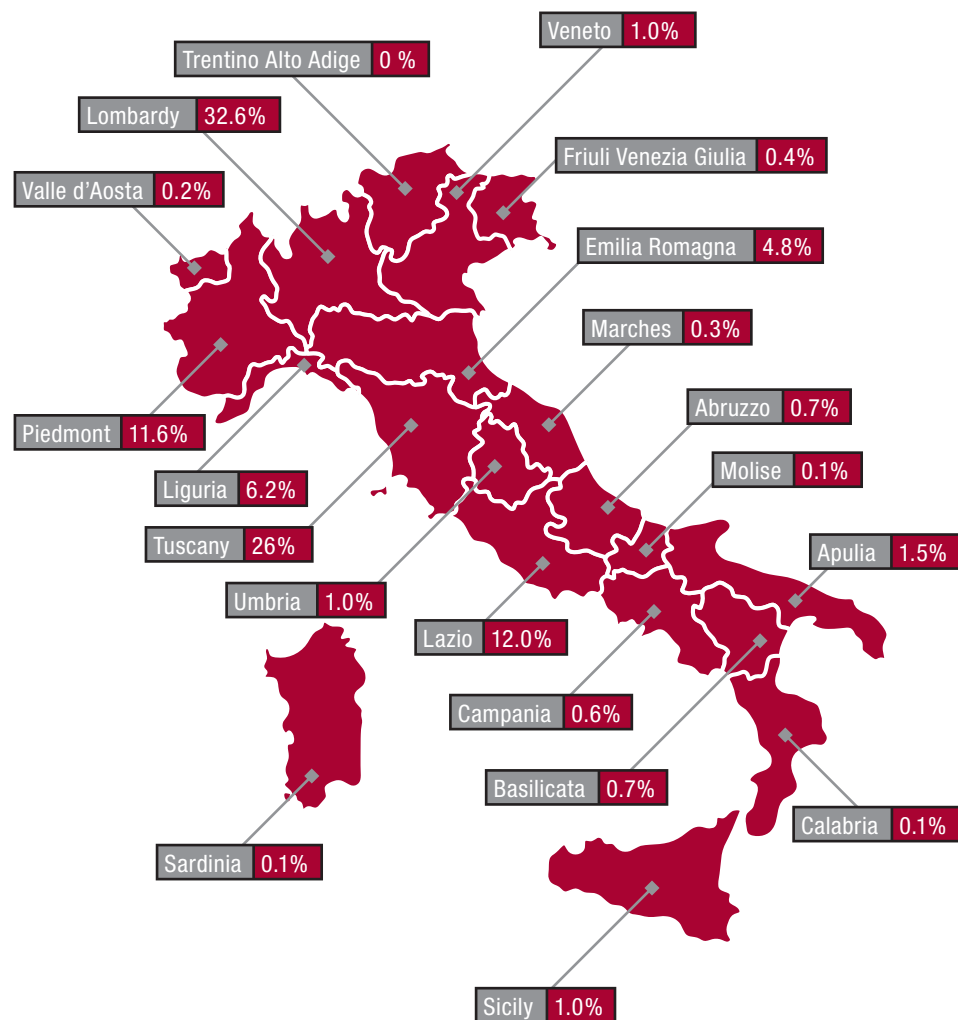 Veneto 1.0%
Trentino Alto Adige 0 %
Lombardy 32.6%
Friuli Venezia Giulia 0.4%
Valle d’Aosta 0.2%
Emilia Romagna 4.8%
Marches 0.3%
Abruzzo 0.7%
Piedmont 11.6%
Molise 0.1%
Liguria 6.2%
Tuscany 26%
Apulia 1.5%
Umbria 1.0%
Lazio 12.0%
Campania 0.6%
Basilicata 0.7%
Calabria 0.1%
Sardinia 0.1%
Sicily 1.0%